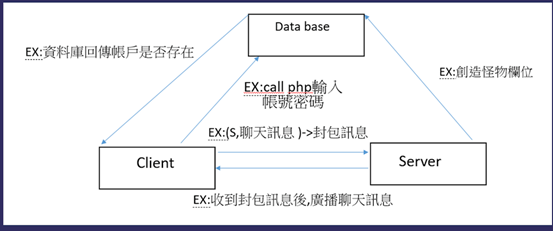 Data base
EX:資料庫回傳帳戶是否存在
EX:創造怪物欄位
EX:call php輸入
帳號密碼
EX:(S,聊天訊息 )->封包訊息
Client
Server
EX:收到封包訊息後,廣播聊天訊息